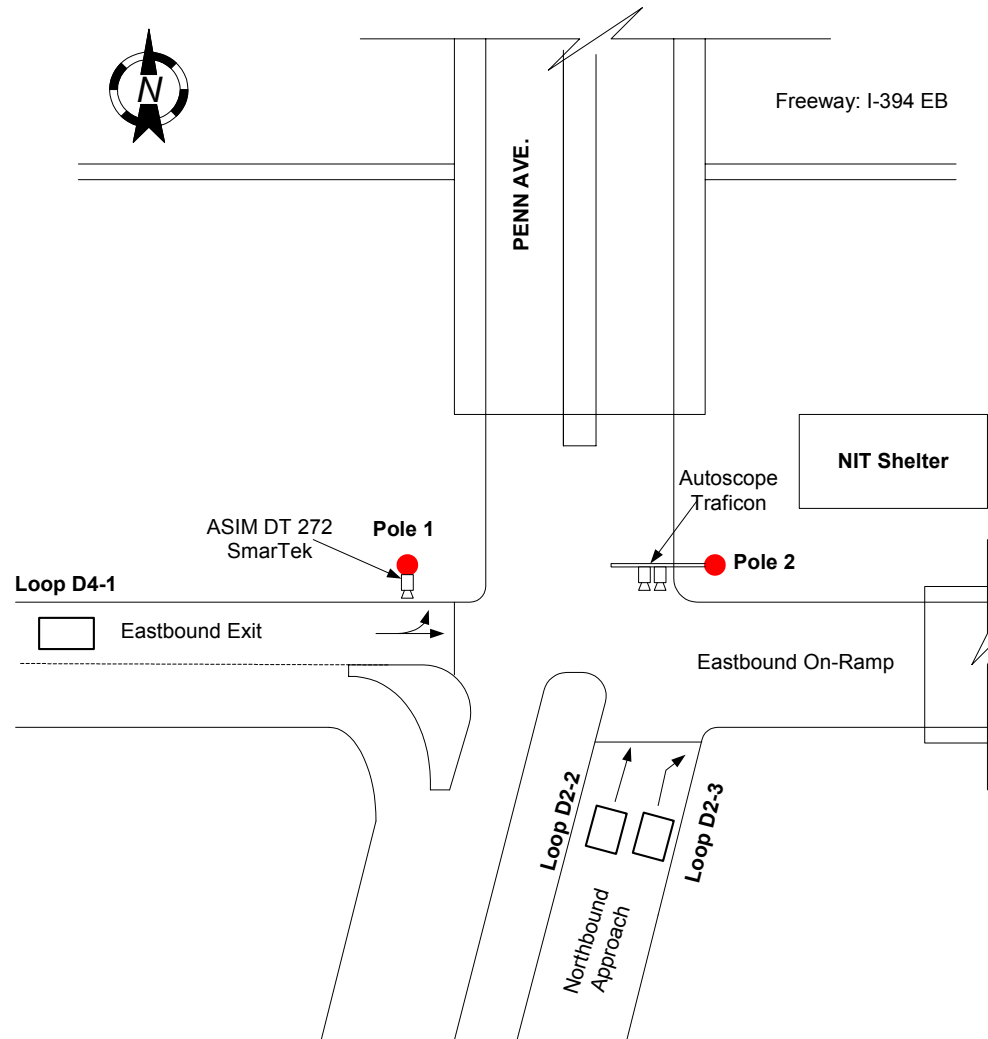 N
Freeway: I-394 EB
PENN AVE.
NIT Shelter
Autoscope
Traficon
ASIM DT 272
SmarTek
Pole 1
Pole 2
Loop D4-1
Eastbound Exit
Eastbound On-Ramp
Loop D2-2
Loop D2-3
Northbound
Approach